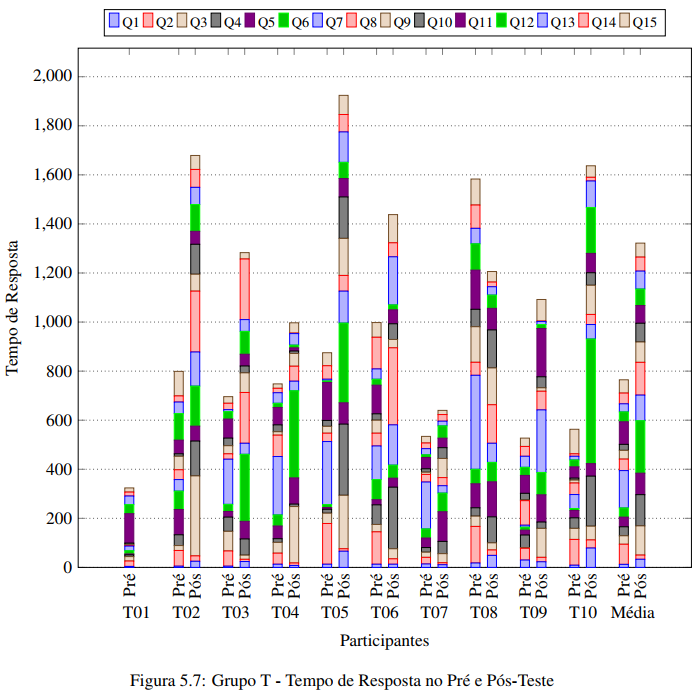 Q1 Q2 Q3 Q4 Q5 Q6 Q7 Q8 Q9 Q10 Q11 Q12 Q13 Q14 Q15
2,000
1,800
1,600
1,400
1,200
1,000
800
600
400
200
0
Tempo de Resposta
Pré Pós Pré Pós Pré Pós Pré Pós Pré Pós Pré Pós Pré Pós Pré Pós Pré Pós Pré Pós Pré Pós
T01 T02 T03 T04 T05 T06 T07 T08 T09 T10 Média
Participantes
Figura 5.7: Grupo T - Tempo de Resposta no Pré e Pós-Teste